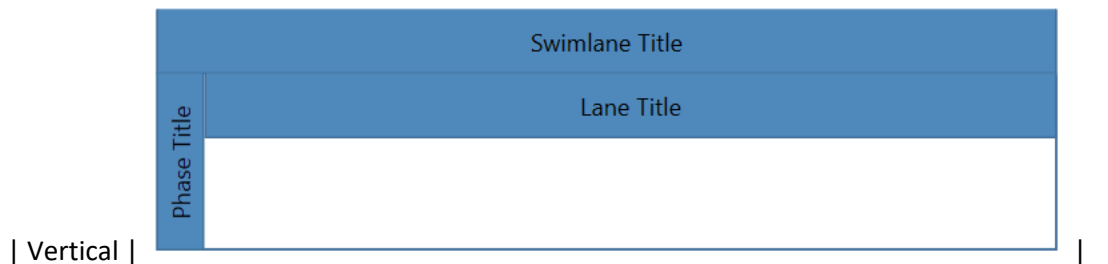 Swimlane Title
Lane Title
Phase Title
| Vertical | |